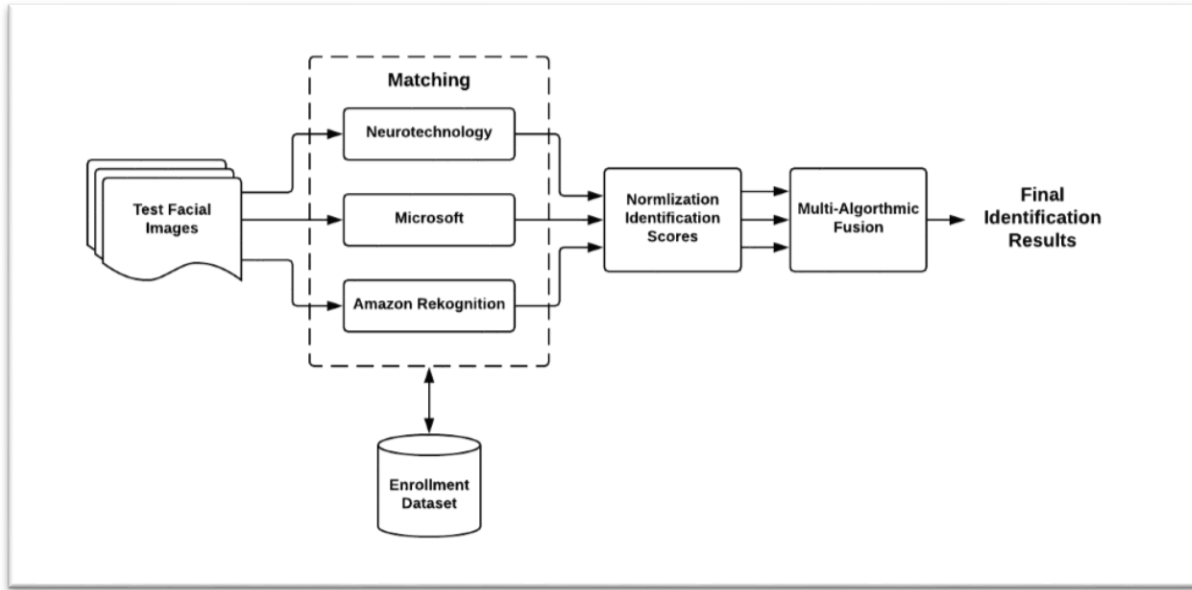 Matching
Neurotechnology
Test Facial
Images
Microsoft
Amazon Rekognition
Normlization
Identification
Scores
Multi-Algorthmic
Fusion
Final
Identification
Results
Enrollment
Dataset